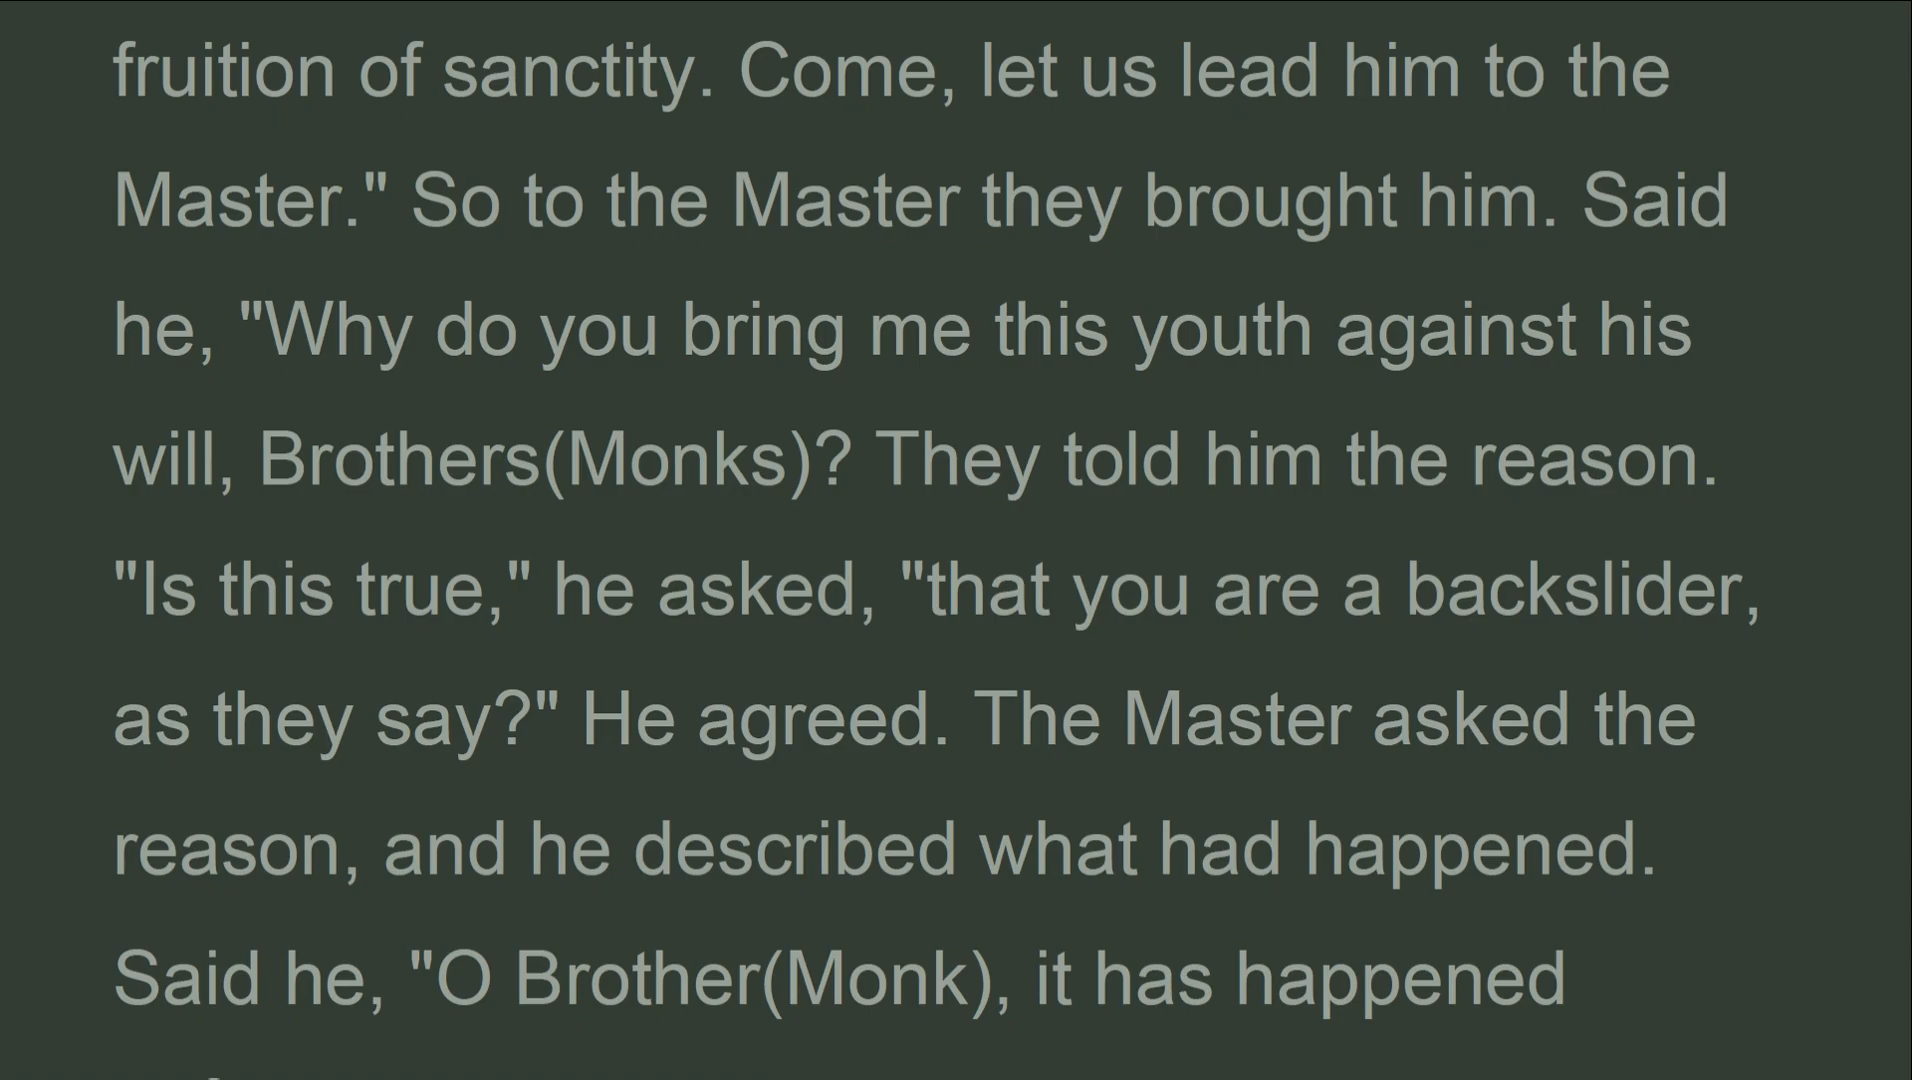 fruition of sanctity. Come, let us lead him to the
Master." So to the Master they brought him. Said
he, "Why do you bring me this youth against his
will, Brothers(Monks)? They told him the reason.
"Is this true," he asked, "that you are a backslider,
as they say?" He agreed. The Master asked the
reason, and he described what had happened.
Said he, "O Brother(Monk), it has happened